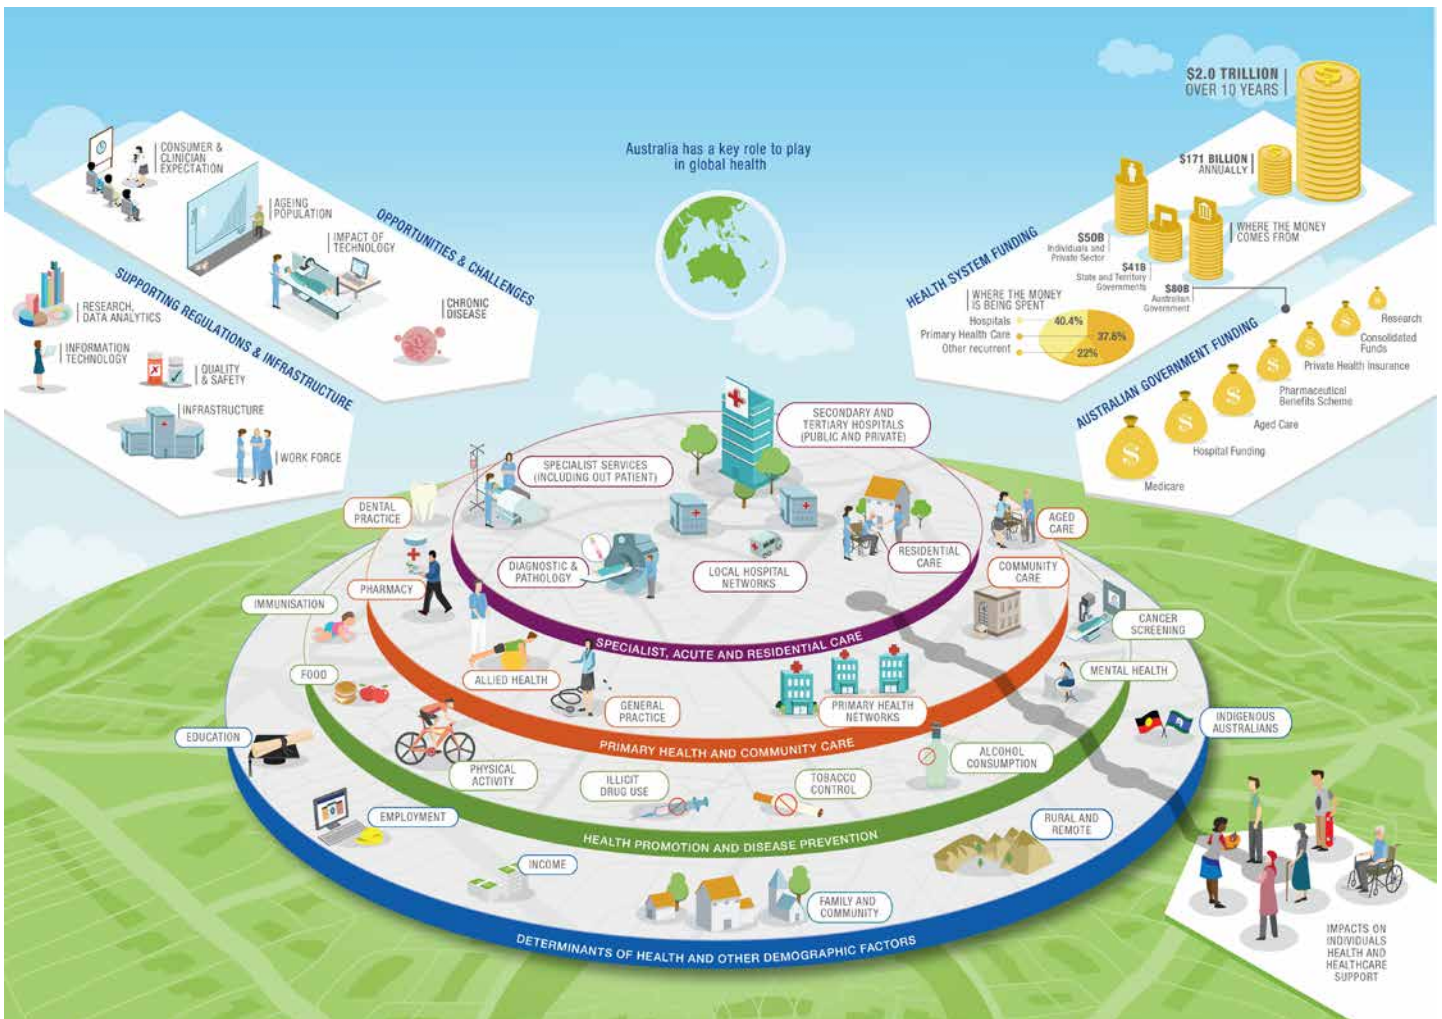 $2.0 TRILLION
OVER 10 YEARS
Australia has a key role to play
in global health
CONSUMER &
CLINICIAN
EXPECTATION
AGEING
POPULATION
IMPACT OF
TECHNOLOGY
CHRONIC
DISEASE
OPPORTUNITIES & CHALLENGES
RESEARCH,
DATA ANALYTICS
INFORMATION
TECHNOLOGY
QUALITY
& SAFETY
INFRASTRUCTURE
WORK FORCE
SUPPORTING REGULATIONS & INFRASTRUCTURE
HEALTH SYSTEM FUNDING
$171 BILLION
ANNUALLY
WHERE THE MONEY
COMES FROM
$50B
Individuals and
Private Sector
$41B
State and Territory
Governments
$80B
Australian
Government
WHERE THE MONEY
IS BEING SPENT
Hospitals
Primary Health Care
Other recurrent
40.4%
37.6%
22%
AUSTRALIAN GOVERNMENT FUNDING
Research
Consolidated
Funds
Private Health Insurance
Pharmaceutical
Benefits Scheme
Aged Care
Hospital Funding
Medicare
SECONDARY AND
TERTIARY HOSPITALS
(PUBLIC AND PRIVATE)
SPECIALIST SERVICES
(INCLUDING OUT PATIENT)
DIAGNOSTIC &
PATHOLOGY
LOCAL HOSPITAL
NETWORKS
RESIDENTIAL
CARE
SPECIALIST, ACUTE AND RESIDENTIAL CARE
DENTAL
PRACTICE
PHARMACY
AGED
CARE
COMMUNITY
CARE
ALLIED HEALTH
GENERAL
PRACTICE
PRIMARY HEALTH
NETWORKS
PRIMARY HEALTH AND COMMUNITY CARE
IMMUNISATION
CANCER
SCREENING
FOOD
MENTAL HEALTH
PHYSICAL
ACTIVITY
ILLICIT
DRUG USE
TOBACCO
CONTROL
ALCOHOL
CONSUMPTION
HEALTH PROMOTION AND DISEASE PREVENTION
EDUCATION
INDIGENOUS
AUSTRALIANS
EMPLOYMENT
RURAL AND
REMOTE
INCOME
FAMILY AND
COMMUNITY
DETERMINANTS OF HEALTH AND OTHER DEMOGRAPHIC FACTORS
IMPACTS ON
INDIVIDUALS
HEALTH AND
HEALTHCARE
SUPPORT